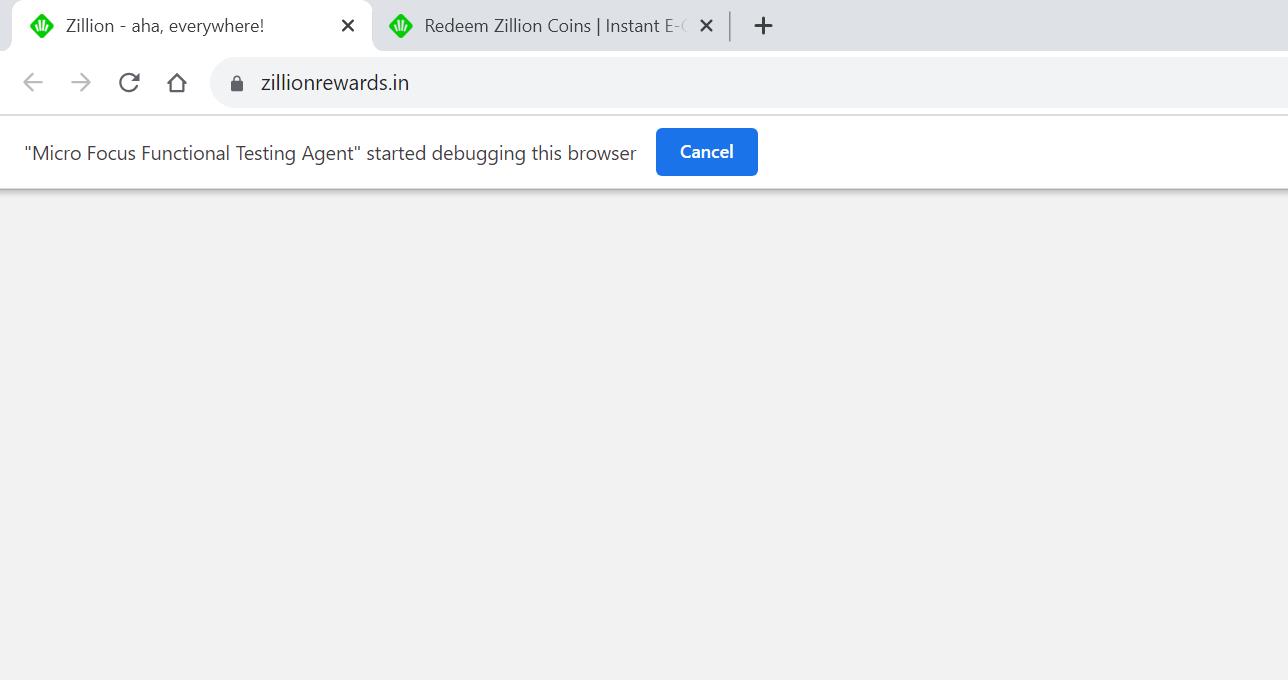 Zillion - aha, everywhere!
Redeem Zillion Coins | Instant E-
zillionrewards.in
"Micro Focus Functional Testing Agent" started debugging this browser
Cancel